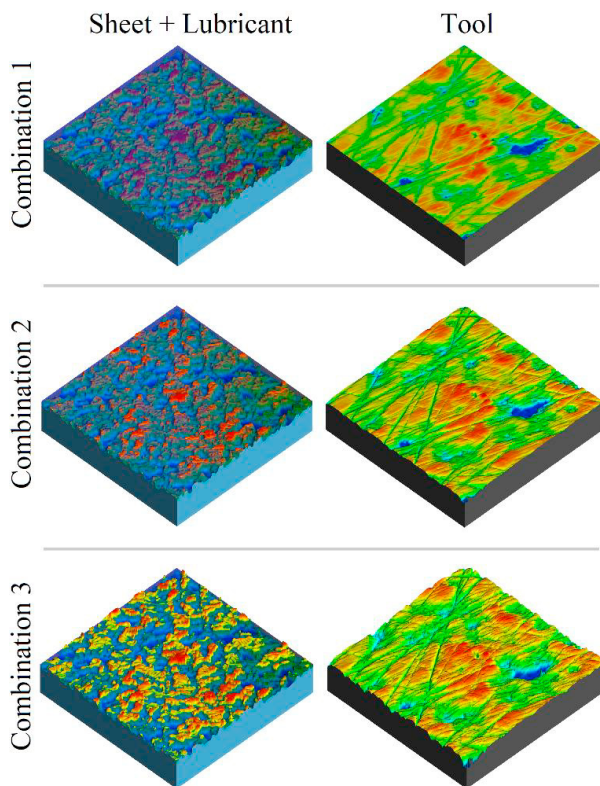 Sheet + Lubricant
Tool
Combination 1
Combination 2
Combination 3